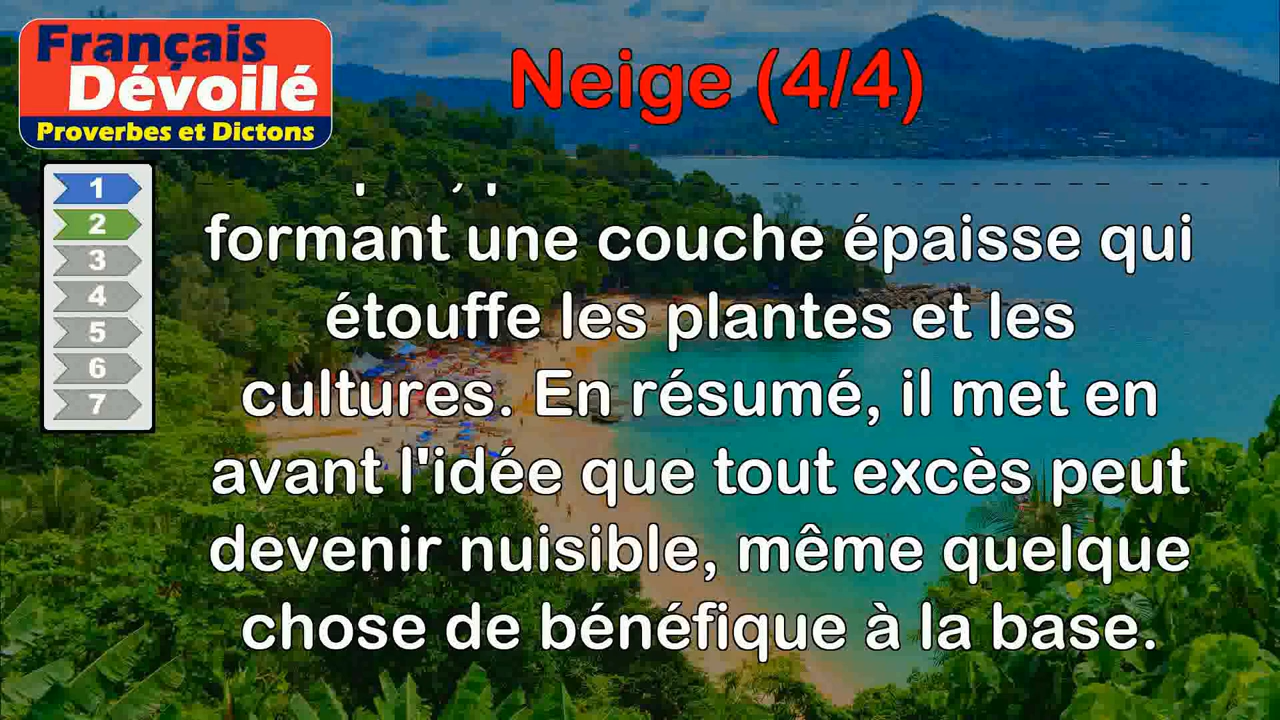 Français
Dévoilé
Proverbes et Dictons
Neige (4/4)
1
2
3
4
5
6
7
formant une couche épaisse qui
étouffe les plantes et les
cultures. En résumé, il met en
avant l'idée que tout excès peut
devenir nuisible, même quelque
chose de bénéfique à la base.